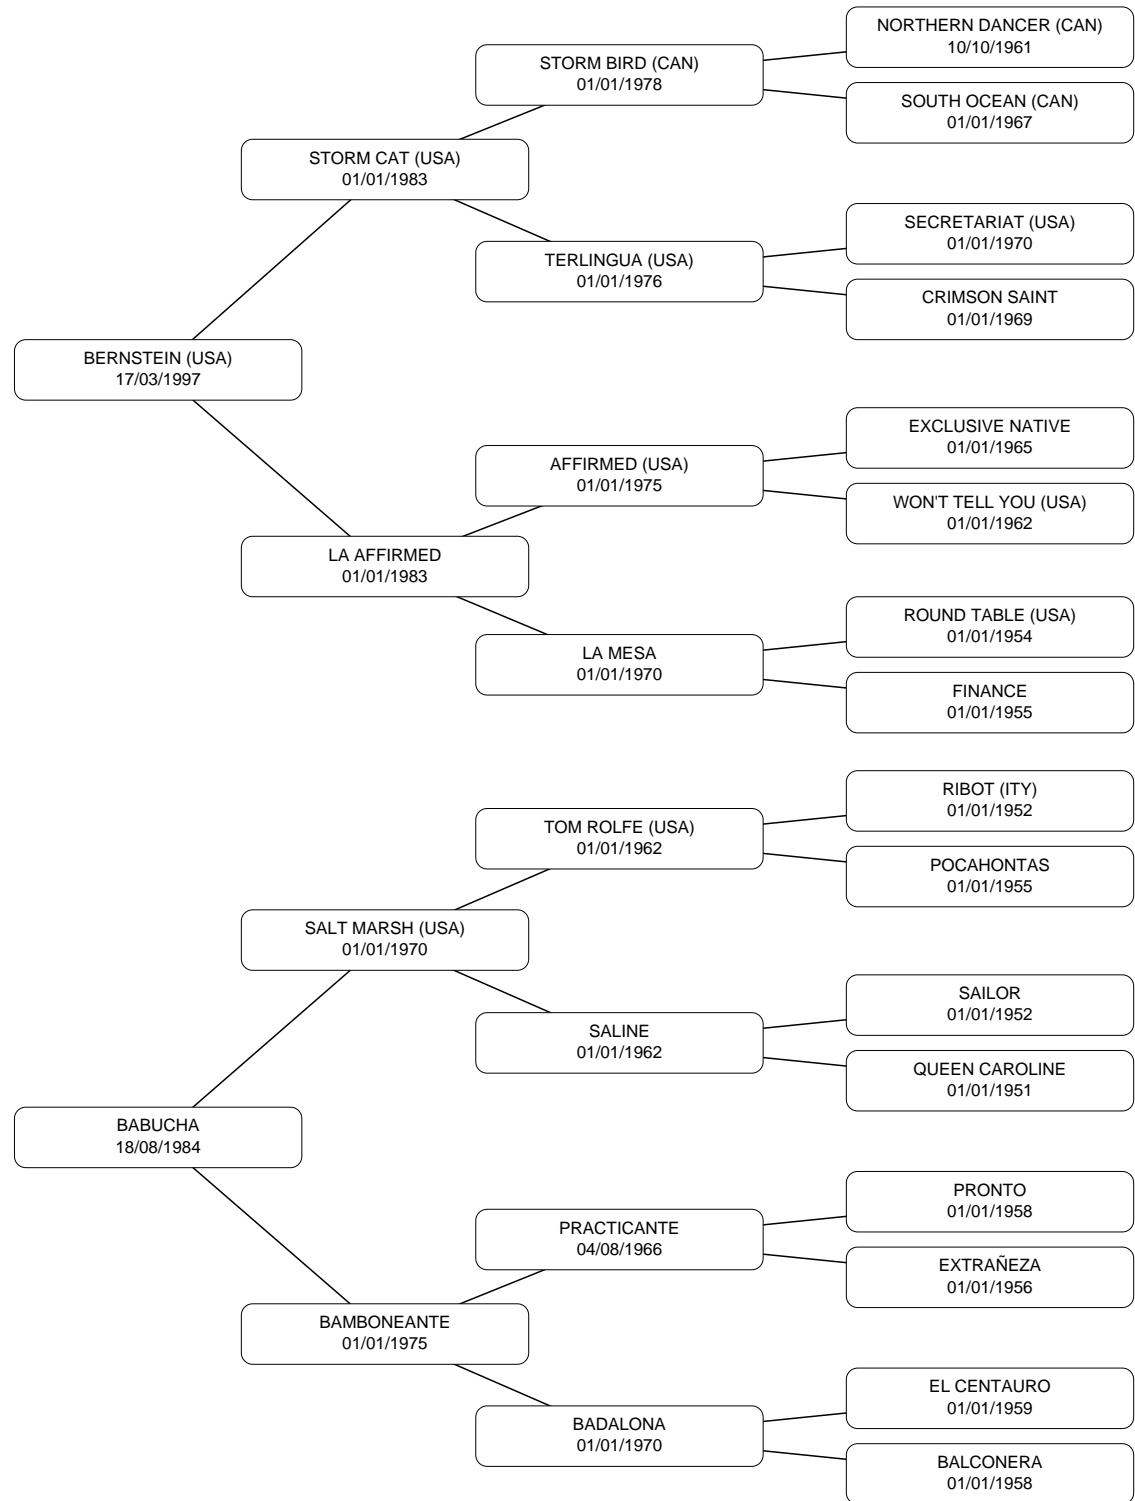 NORTHERN DANCER (CAN)
10/10/1961
STORM BIRD (CAN)
01/01/1978
SOUTH OCEAN (CAN)
01/01/1967
STORM CAT (USA)
01/01/1983
SECRETARIAT (USA)
01/01/1970
TERLINGUA (USA)
01/01/1976
CRIMSON SAINT
01/01/1969
BERNSTEIN (USA)
17/03/1997
EXCLUSIVE NATIVE
01/01/1965
AFFIRMED (USA)
01/01/1975
WON'T TELL YOU (USA)
01/01/1962
LA AFFIRMED
01/01/1983
ROUND TABLE (USA)
01/01/1954
LA MESA
01/01/1970
FINANCE
01/01/1955
RIBOT (ITY)
01/01/1952
TOM ROLFE (USA)
01/01/1962
POCAHONTAS
01/01/1955
SALT MARSH (USA)
01/01/1970
SAILOR
01/01/1952
SALINE
01/01/1962
QUEEN CAROLINE
01/01/1951
BABUCHA
18/08/1984
PRONTO
01/01/1958
PRACTICANTE
04/08/1966
EXTRAÑEZA
01/01/1956
BAMBONEANTE
01/01/1975
EL CENTAURO
01/01/1959
BADALONA
01/01/1970
BALCONERA
01/01/1958